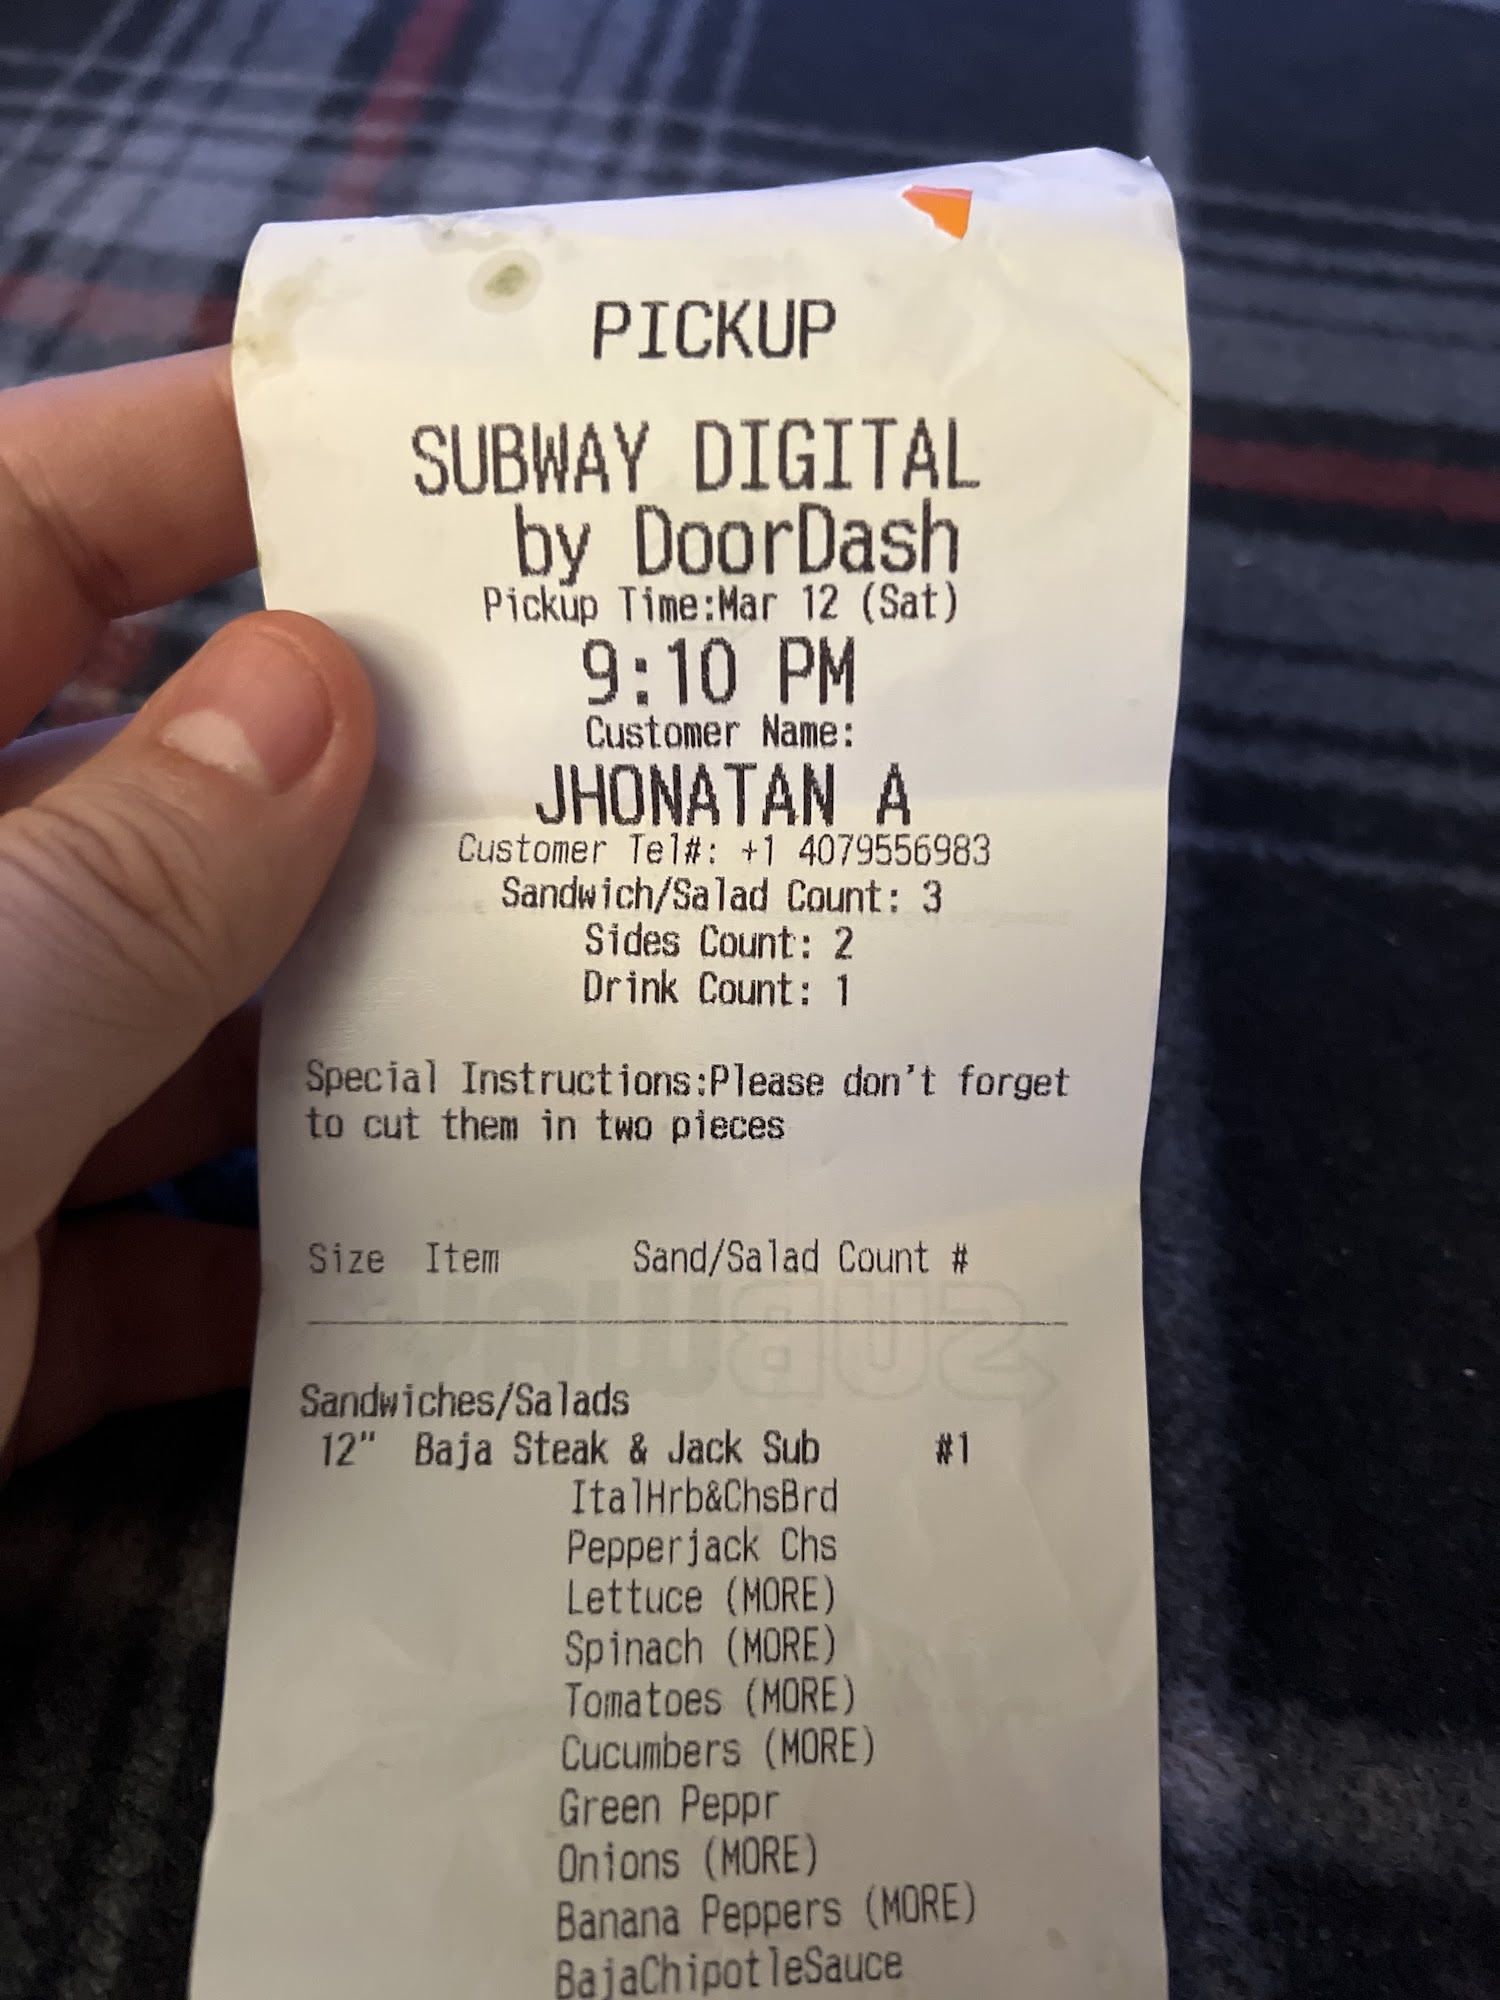 PICKUP
SUBWAY DIGITAL
by DoorDash
Pickup Time:Mar 12 (Sat)
9:10 PM
Customer Name:
JHONATAN A
Customer Tel#: +1 4079556983
Sandwich/Salad Count: 3
Sides Count: 2
Drink Count: 1
Special Instructions:Please don't forget
to cut them in two pieces
Size Item Sand/Salad Count #
SUBWAY
Sandwiches/Salads
12" Baja Steak & Jack Sub #1
ItalHrb&ChsBrd
Pepperjack Chs
Lettuce (MORE)
Spinach (MORE)
Tomatoes (MORE)
Cucumbers (MORE)
Green Peppr
Onions (MORE)
Banana Peppers (MORE)
BajaChipotleSauce